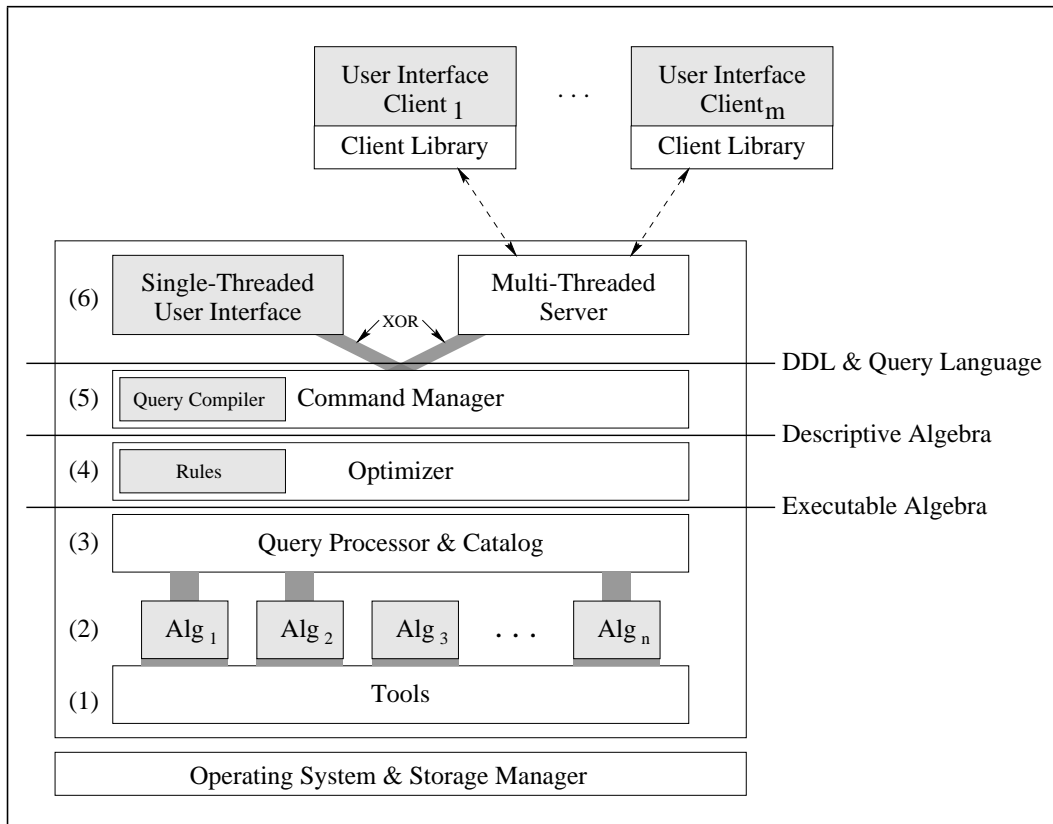 User Interface
Client 1
Client Library
. . .
User Interface
Client m
Client Library
(6)
Single-Threaded
User Interface
XOR
Multi-Threaded
Server
DDL & Query Language
(5)
Query Compiler
Command Manager
Descriptive Algebra
(4)
Rules
Optimizer
Executable Algebra
(3)
Query Processor & Catalog
(2)
Alg 1
Alg 2
Alg 3
. . .
Alg n
(1)
Tools
Operating System & Storage Manager